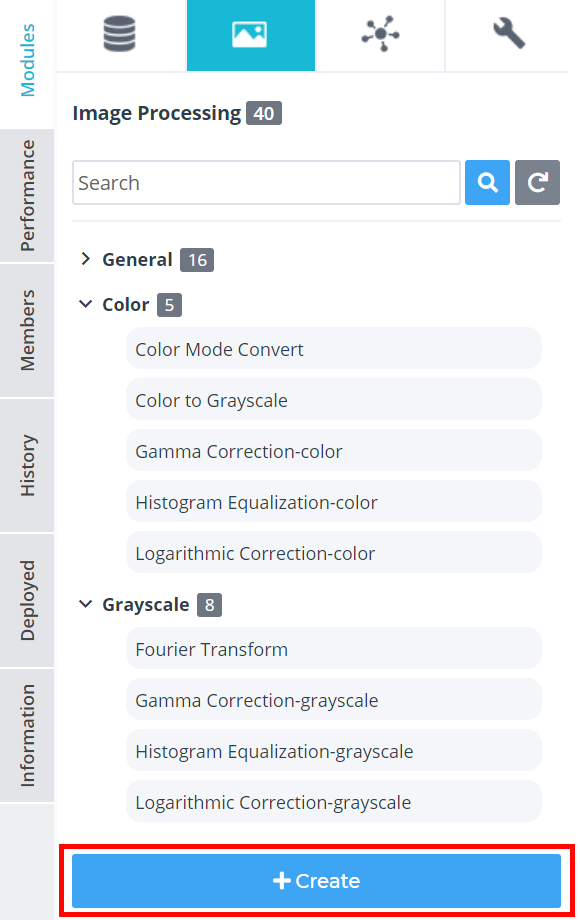 Modules
Performance
Members
History
Deployed
Information
Image Processing 40
Search
General 16
Color 5
Color Mode Convert
Color to Grayscale
Gamma Correction-color
Histogram Equalization-color
Logarithmic Correction-color
Grayscale 8
Fourier Transform
Gamma Correction-grayscale
Histogram Equalization-grayscale
Logarithmic Correction-grayscale
Create